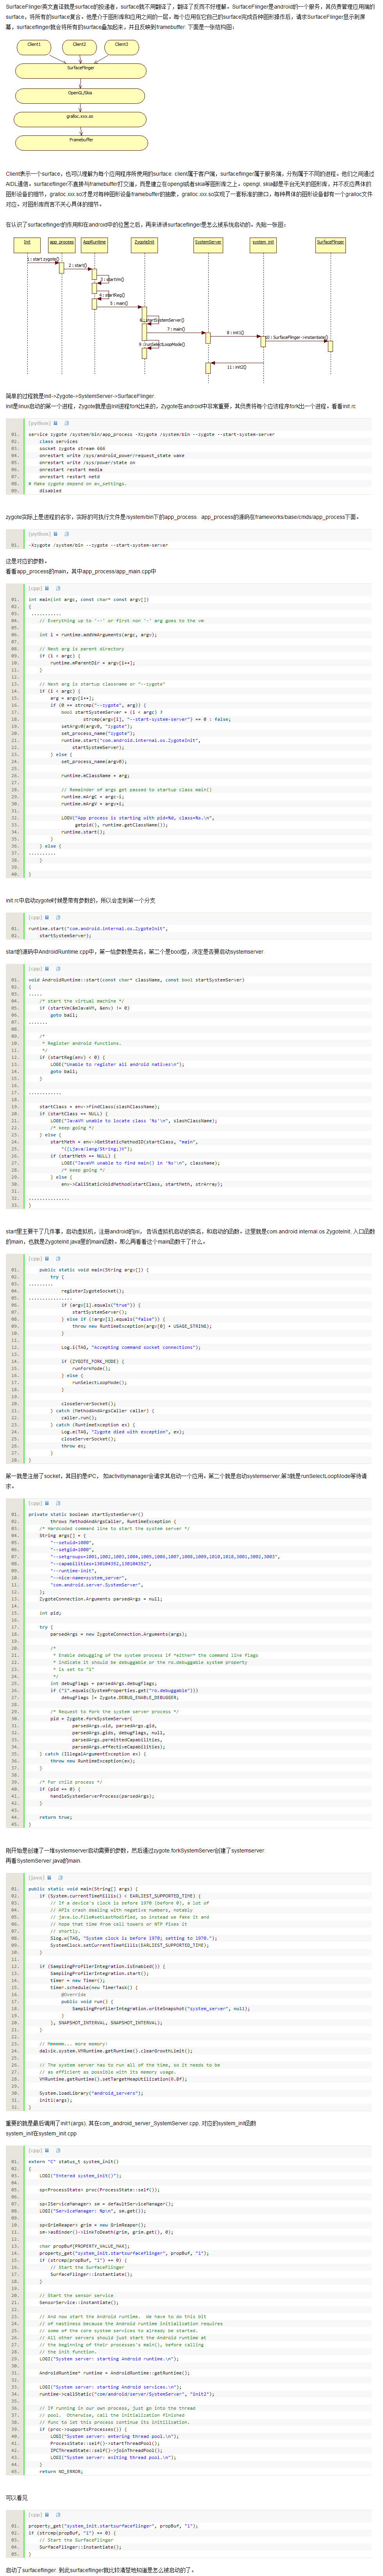 SurfaceFlinger英文直译就是surface的投递者，surface我不用翻译了，翻译了反而不好理解。SurfaceFlinger是android的一个服务，其负责管理应用端的
surface，将所有的surface复合。他是介于图形库和应用之间的一层。每个应用在它自己的surface完成各种图形操作后，请求SurfaceFlinger显示到屏
幕，surfaceflinger就会将所有的surface叠加起来，并且反映到framebuffer. 下面是一张结构图：
Client1 Client2 Client3
SurfaceFlinger
OpenGL/Skia
gralloc.xxx.so
Framebuffer
Client表示一个surface，也可以理解为每个应用程序所使用的surface. client属于客户端，surfaceflinger属于服务端，分别属于不同的进程。他们之间通过
AIDL通信。surfaceflinger不直接与framebuffer打交道，而是建立在opengl或者skia等图形库之上，opengl, skia都是平台无关的图形库，并不反应具体的
图形设备的细节，gralloc.xxx.so才是对每种图形设备framebuffer的抽象，gralloc.xxx.so实现了一套标准的接口，每种具体的图形设备都有一个gralloc文件
对应。对图形库而言不关心具体的细节。
在认识了surfaceflinger的作用和在android中的位置之后，再来讲讲surfaceflinger是怎么被系统启动的。先贴一张图：
Init app_process AppRuntime ZygoteInit SystemServer system_init SurfaceFlinger
1 : start zygote()
2 : start()
3 : startVm()
4 : startReg()
5 : main()
6 : startSystemServer()
7 : main()
8 : init1()
9 : runSelectLoopMode()
10 : SurfaceFlinger->instantiate()
11 : init2()
简单的过程就是Init->Zygote->SystemServer->SurfaceFlinger.
Init是linux启动的第一个进程，Zygote就是由Init进程fork出来的。Zygote在android中非常重要，其负责将每个应该程序fork出一个进程。看看init.rc
[python]
01. service zygote /system/bin/app_process -Xzygote /system/bin --zygote --start-system-server
02. class services
03. socket zygote stream 666
04. onrestart write /sys/android_power/request_state wake
05. onrestart write /sys/power/state on
06. onrestart restart media
07. onrestart restart netd
08. # Make zygote depend on av_settings.
09. disabled
zygote实际上是进程的名字，实际的可执行文件是/system/bin下的app_process. app_process的源码在frameworks/base/cmds/app_process下面。
[python]
01. -Xzygote /system/bin --zygote --start-system-server
这是对应的参数。
看看app_process的main，其中app_process/app_main.cpp中
[cpp]
01. int main(int argc, const char* const argv[])
02. {
03. ...........
04. // Everything up to '--' or first non '-' arg goes to the vm
05.
06. int i = runtime.addVmArguments(argc, argv);
07.
08. // Next arg is parent directory
09. if (i < argc) {
10. runtime.mParentDir = argv[i++];
11. }
12.
13. // Next arg is startup classname or "--zygote"
14. if (i < argc) {
15. arg = argv[i++];
16. if (0 == strcmp("--zygote", arg)) {
17. bool startSystemServer = (i < argc) ?
18. strcmp(argv[i], "--start-system-server") == 0 : false;
19. setArgv0(argv0, "zygote");
20. set_process_name("zygote");
21. runtime.start("com.android.internal.os.ZygoteInit",
22. startSystemServer);
23. } else {
24. set_process_name(argv0);
25.
26. runtime.mClassName = arg;
27.
28. // Remainder of args get passed to startup class main()
29. runtime.mArgC = argc-i;
30. runtime.mArgV = argv+i;
31.
32. LOGV("App process is starting with pid=%d, class=%s.\n",
33. getpid(), runtime.getClassName());
34. runtime.start();
35. }
36. } else {
37. ..........
38. }
39.
40. }
init.rc中启动zygote时候是带有参数的，所以会走到第一个分支
[cpp]
01. runtime.start("com.android.internal.os.ZygoteInit",
02. startSystemServer);
start的源码中AndroidRuntime.cpp中，第一给参数是类名，第二个是bool型，决定是否要启动systemserver
[cpp]
01. void AndroidRuntime::start(const char* className, const bool startSystemServer)
02. {
03. .....
04. /* start the virtual machine */
05. if (startVm(&mJavaVM, &env) != 0)
06. goto bail;
07. .......
08.
09. /*
10. * Register android functions.
11. */
12. if (startReg(env) < 0) {
13. LOGE("Unable to register all android natives\n");
14. goto bail;
15. }
16.
17. ............
18.
19. startClass = env->FindClass(slashClassName);
20. if (startClass == NULL) {
21. LOGE("JavaVM unable to locate class '%s'\n", slashClassName);
22. /* keep going */
23. } else {
24. startMeth = env->GetStaticMethodID(startClass, "main",
25. "([Ljava/lang/String;)V");
26. if (startMeth == NULL) {
27. LOGE("JavaVM unable to find main() in '%s'\n", className);
28. /* keep going */
29. } else {
30. env->CallStaticVoidMethod(startClass, startMeth, strArray);
31.
32. ..............
33. }
start里主要干了几件事，启动虚拟机，注册android的jni， 告诉虚拟机启动的类名，和启动的函数。这里就是com.android.internal.os.ZygoteInit. 入口函数
的main，也就是ZygoteInit.java里的main函数。那么再看看这个main函数干了什么。
[cpp]
01. public static void main(String argv[]) {
02. try {
03. .........
04. registerZygoteSocket();
05. ................
06. if (argv[1].equals("true")) {
07. startSystemServer();
08. } else if (!argv[1].equals("false")) {
09. throw new RuntimeException(argv[0] + USAGE_STRING);
10. }
11.
12. Log.i(TAG, "Accepting command socket connections");
13.
14. if (ZYGOTE_FORK_MODE) {
15. runForkMode();
16. } else {
17. runSelectLoopMode();
18. }
19.
20. closeServerSocket();
21. } catch (MethodAndArgsCaller caller) {
22. caller.run();
23. } catch (RuntimeException ex) {
24. Log.e(TAG, "Zygote died with exception", ex);
25. closeServerSocket();
26. throw ex;
27. }
28. }
第一就是注册了socket，其目的是IPC， 如activitymanager会请求其启动一个应用。第二个就是启动systemserver.第3就是runSelectLoopMode等待请
求。
[cpp]
01. private static boolean startSystemServer()
02. throws MethodAndArgsCaller, RuntimeException {
03. /* Hardcoded command line to start the system server */
04. String args[] = {
05. "--setuid=1000",
06. "--setgid=1000",
07. "--setgroups=1001,1002,1003,1004,1005,1006,1007,1008,1009,1010,1018,3001,3002,3003",
08. "--capabilities=130104352,130104352",
09. "--runtime-init",
10. "--nice-name=system_server",
11. "com.android.server.SystemServer",
12. };
13. ZygoteConnection.Arguments parsedArgs = null;
14.
15. int pid;
16.
17. try {
18. parsedArgs = new ZygoteConnection.Arguments(args);
19.
20. /*
21. * Enable debugging of the system process if *either* the command line flags
22. * indicate it should be debuggable or the ro.debuggable system property
23. * is set to "1"
24. */
25. int debugFlags = parsedArgs.debugFlags;
26. if ("1".equals(SystemProperties.get("ro.debuggable")))
27. debugFlags |= Zygote.DEBUG_ENABLE_DEBUGGER;
28.
29. /* Request to fork the system server process */
30. pid = Zygote.forkSystemServer(
31. parsedArgs.uid, parsedArgs.gid,
32. parsedArgs.gids, debugFlags, null,
33. parsedArgs.permittedCapabilities,
34. parsedArgs.effectiveCapabilities);
35. } catch (IllegalArgumentException ex) {
36. throw new RuntimeException(ex);
37. }
38.
39. /* For child process */
40. if (pid == 0) {
41. handleSystemServerProcess(parsedArgs);
42. }
43.
44. return true;
45. }
刚开始是创建了一堆systemserver启动需要的参数，然后通过zygote.forkSystemServer创建了systemserver.
再看SystemServer.java的main
[java]
01. public static void main(String[] args) {
02. if (System.currentTimeMillis() < EARLIEST_SUPPORTED_TIME) {
03. // If a device's clock is before 1970 (before 0), a lot of
04. // APIs crash dealing with negative numbers, notably
05. // java.io.File#setLastModified, so instead we fake it and
06. // hope that time from cell towers or NTP fixes it
07. // shortly.
08. Slog.w(TAG, "System clock is before 1970; setting to 1970.");
09. SystemClock.setCurrentTimeMillis(EARLIEST_SUPPORTED_TIME);
10. }
11.
12. if (SamplingProfilerIntegration.isEnabled()) {
13. SamplingProfilerIntegration.start();
14. timer = new Timer();
15. timer.schedule(new TimerTask() {
16. @Override
17. public void run() {
18. SamplingProfilerIntegration.writeSnapshot("system_server", null);
19. }
20. }, SNAPSHOT_INTERVAL, SNAPSHOT_INTERVAL);
21. }
22.
23. // Mmmmmm... more memory!
24. dalvik.system.VMRuntime.getRuntime().clearGrowthLimit();
25.
26. // The system server has to run all of the time, so it needs to be
27. // as efficient as possible with its memory usage.
28. VMRuntime.getRuntime().setTargetHeapUtilization(0.8f);
29.
30. System.loadLibrary("android_servers");
31. init1(args);
32. }
重要的就是最后调用了init1(args), 其在com_android_server_SystemServer.cpp, 对应的system_init函数
system_init在system_init.cpp
[cpp]
01. extern "C" status_t system_init()
02. {
03. LOGI("Entered system_init()");
04.
05. sp<ProcessState> proc(ProcessState::self());
06.
07. sp<IServiceManager> sm = defaultServiceManager();
08. LOGI("ServiceManager: %p\n", sm.get());
09.
10. sp<GrimReaper> grim = new GrimReaper();
11. sm->asBinder()->linkToDeath(grim, grim.get(), 0);
12.
13. char propBuf[PROPERTY_VALUE_MAX];
14. property_get("system_init.startsurfaceflinger", propBuf, "1");
15. if (strcmp(propBuf, "1") == 0) {
16. // Start the SurfaceFlinger
17. SurfaceFlinger::instantiate();
18. }
19.
20. // Start the sensor service
21. SensorService::instantiate();
22.
23. // And now start the Android runtime. We have to do this bit
24. // of nastiness because the Android runtime initialization requires
25. // some of the core system services to already be started.
26. // All other servers should just start the Android runtime at
27. // the beginning of their processes's main(), before calling
28. // the init function.
29. LOGI("System server: starting Android runtime.\n");
30.
31. AndroidRuntime* runtime = AndroidRuntime::getRuntime();
32.
33. LOGI("System server: starting Android services.\n");
34. runtime->callStatic("com/android/server/SystemServer", "init2");
35.
36. // If running in our own process, just go into the thread
37. // pool. Otherwise, call the initialization finished
38. // func to let this process continue its initilization.
39. if (proc->supportsProcesses()) {
40. LOGI("System server: entering thread pool.\n");
41. ProcessState::self()->startThreadPool();
42. IPCThreadState::self()->joinThreadPool();
43. LOGI("System server: exiting thread pool.\n");
44. }
45. return NO_ERROR;
可以看见
[cpp]
01. property_get("system_init.startsurfaceflinger", propBuf, "1");
02. if (strcmp(propBuf, "1") == 0) {
03. // Start the SurfaceFlinger
04. SurfaceFlinger::instantiate();
05. }
启动了surfaceflinger. 到此surfaceflinger就比较清楚地知道是怎么被启动的了。